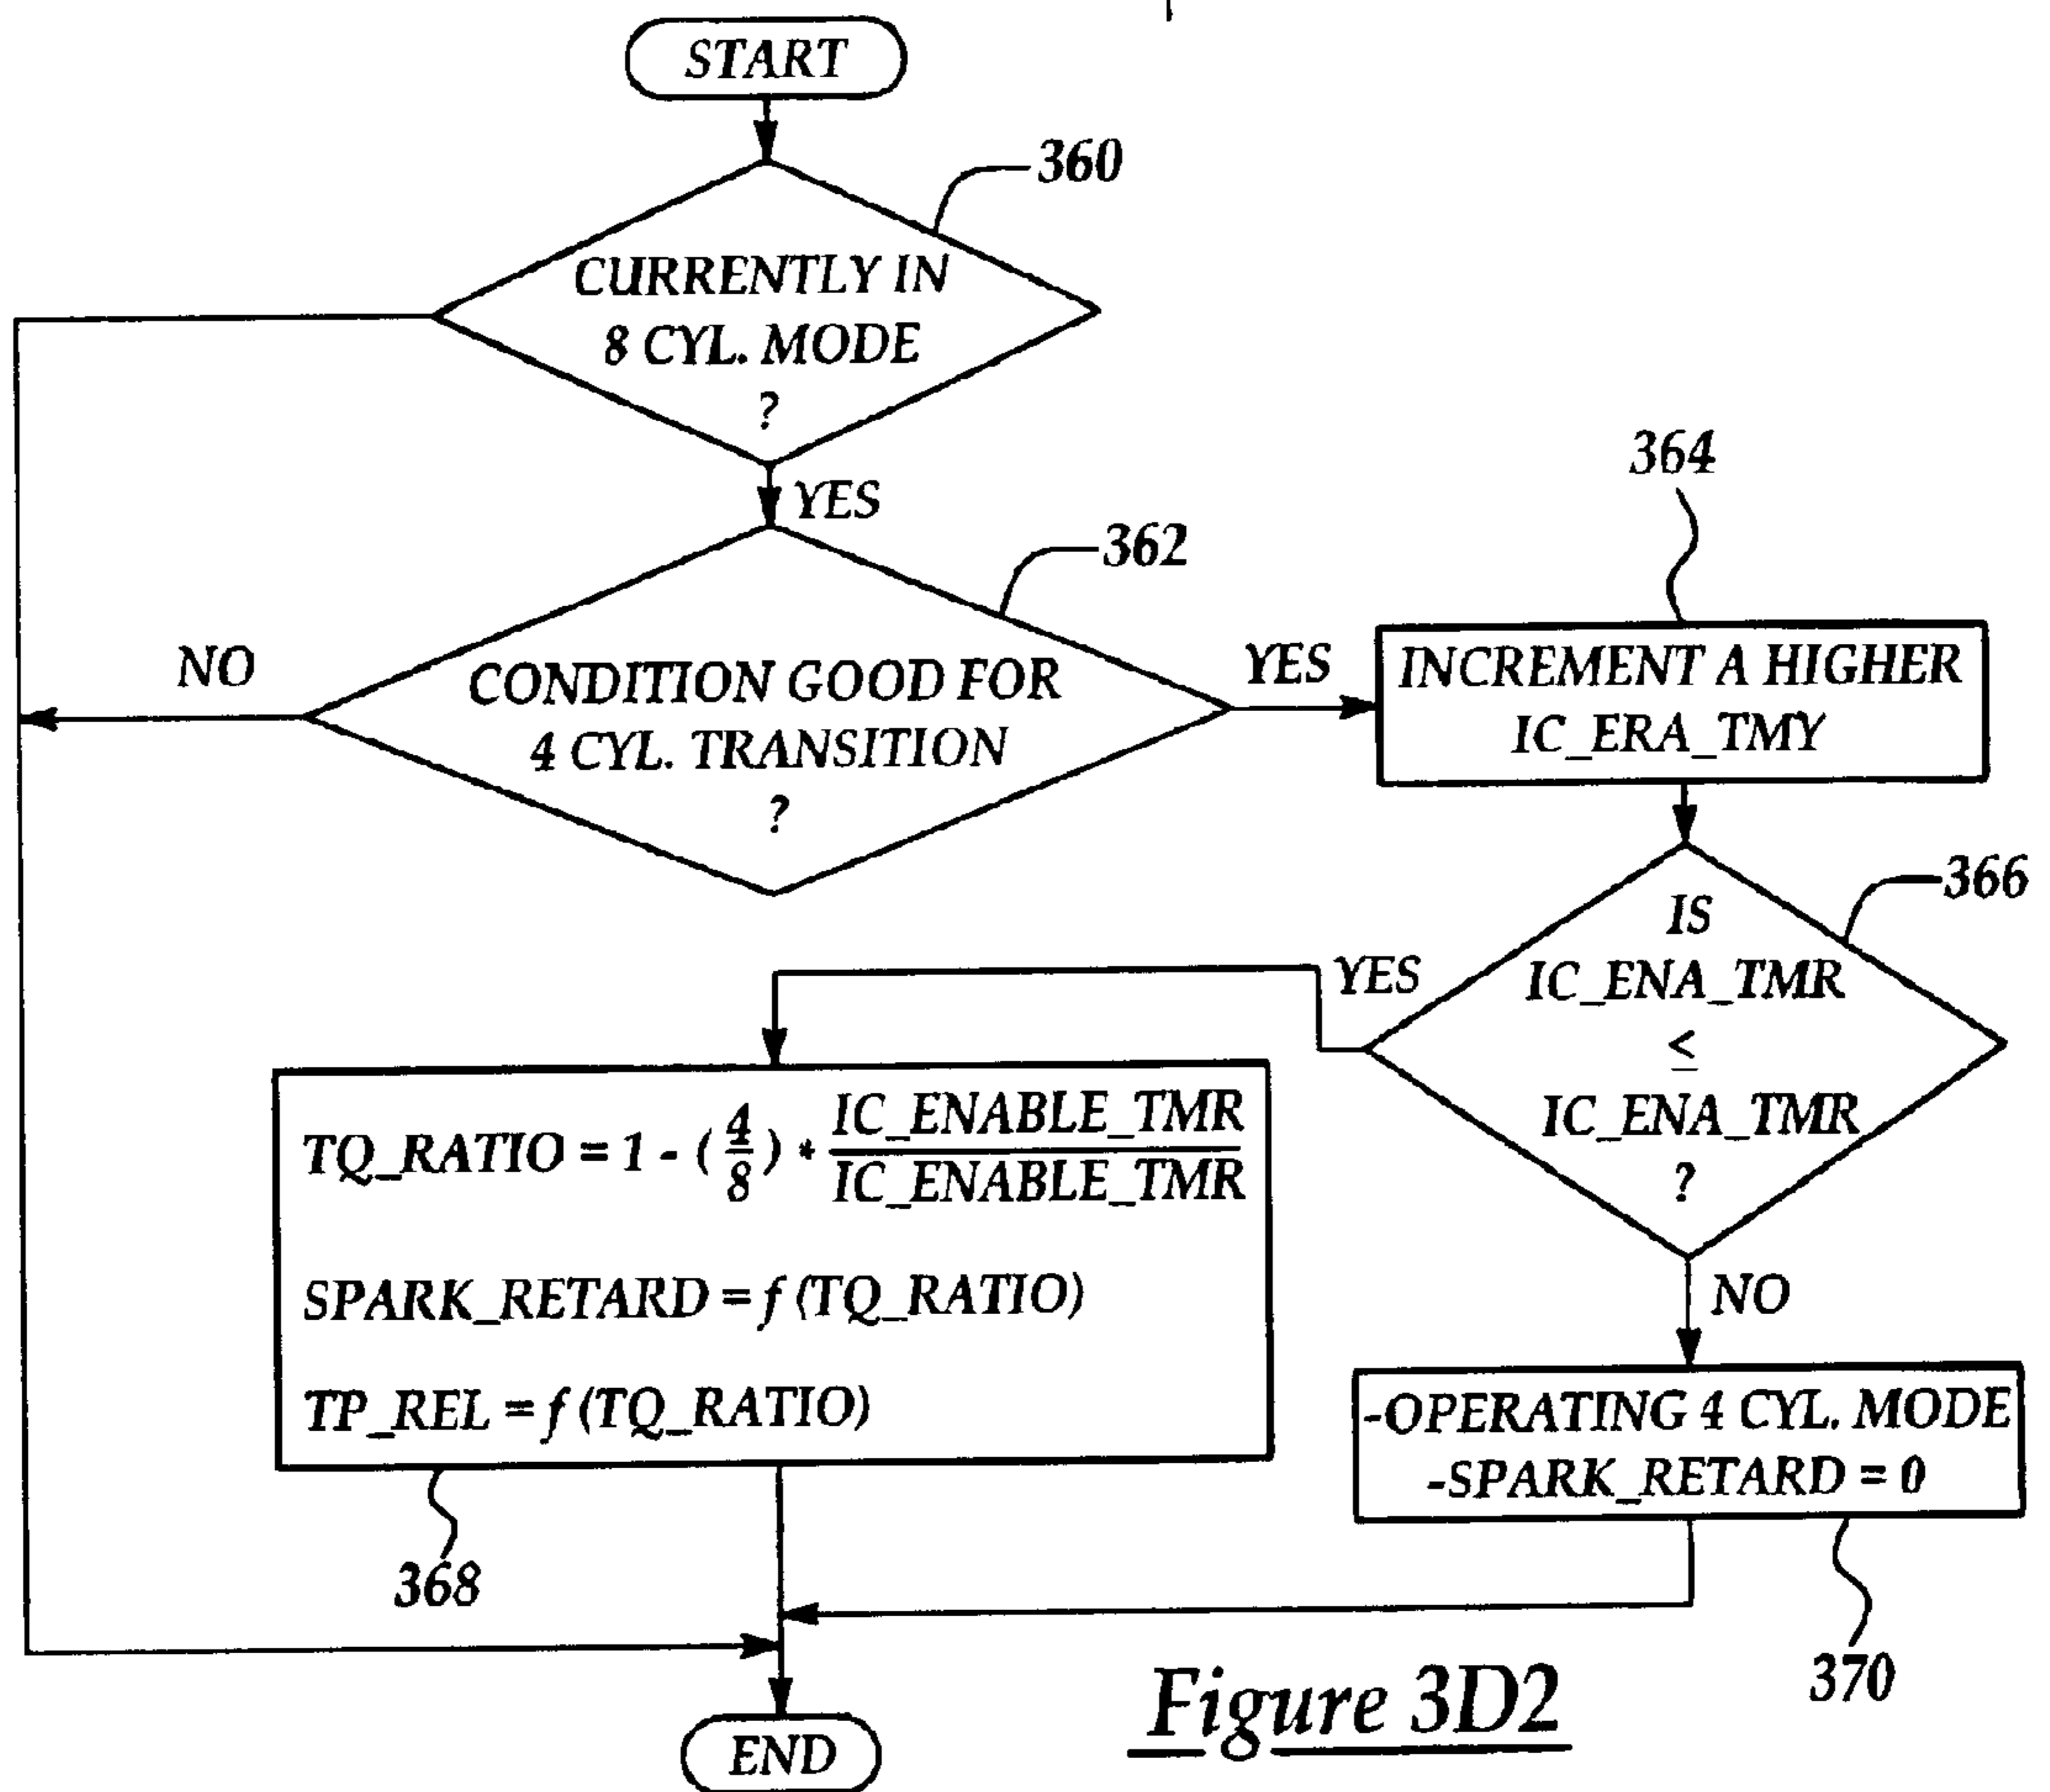 START
360
CURRENTLY IN
8 CYL. MODE
?
YES
362
364
NO
CONDITION GOOD FOR
4 CYL. TRANSITION
?
YES
INCREMENT A HIGHER
IC_ERA_TMY
366
IS
IC_ENA_TMR
≤
IC_ENA_TMR
?
YES
NO
TQ_RATIO = 1 - (4/8) * IC_ENABLE_TMR/IC_ENABLE_TMR
SPARK_RETARD = f (TQ_RATIO)
TP_REL = f (TQ_RATIO)
368
-OPERATING 4 CYL. MODE
-SPARK_RETARD = 0
370
END
Figure 3D2